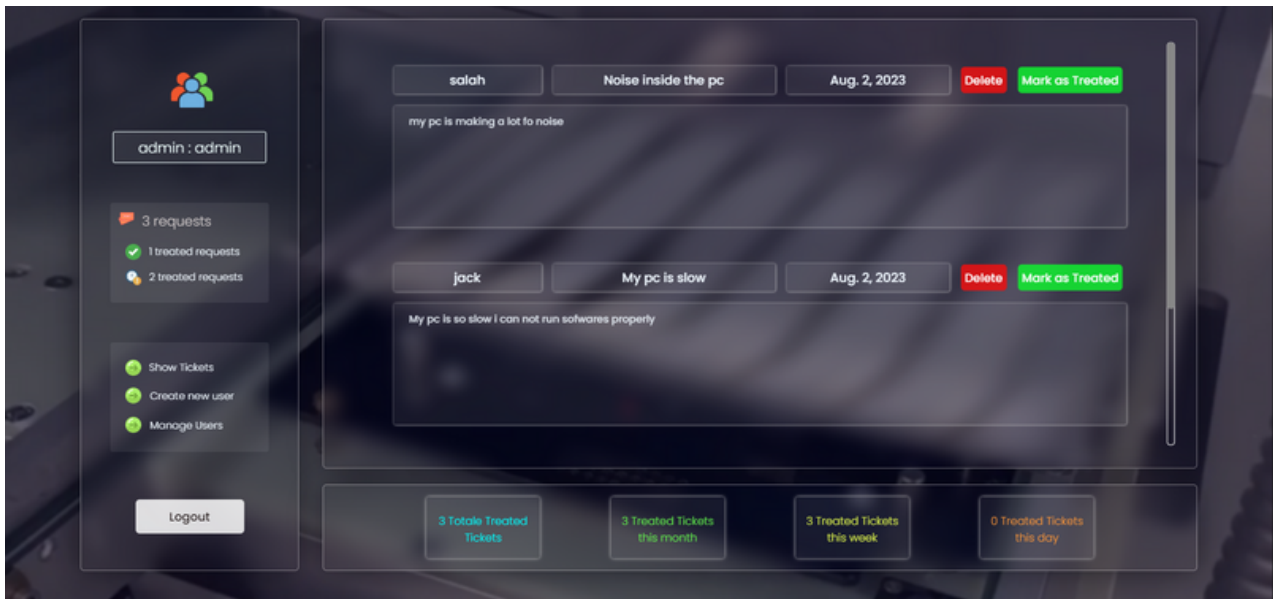 admin : admin
3 requests
1 treated requests
2 treated requests
Show Tickets
Create new user
Manage Users
Logout
salah Noise inside the pc Aug. 2, 2023 Delete Mark as Treated
my pc is making a lot fo noise
jack My pc is slow Aug. 2, 2023 Delete Mark as Treated
My pc is so slow i can not run sofwares properly
3 Totale Treated
Tickets
3 Treated Tickets
this month
3 Treated Tickets
this week
0 Treated Tickets
this day